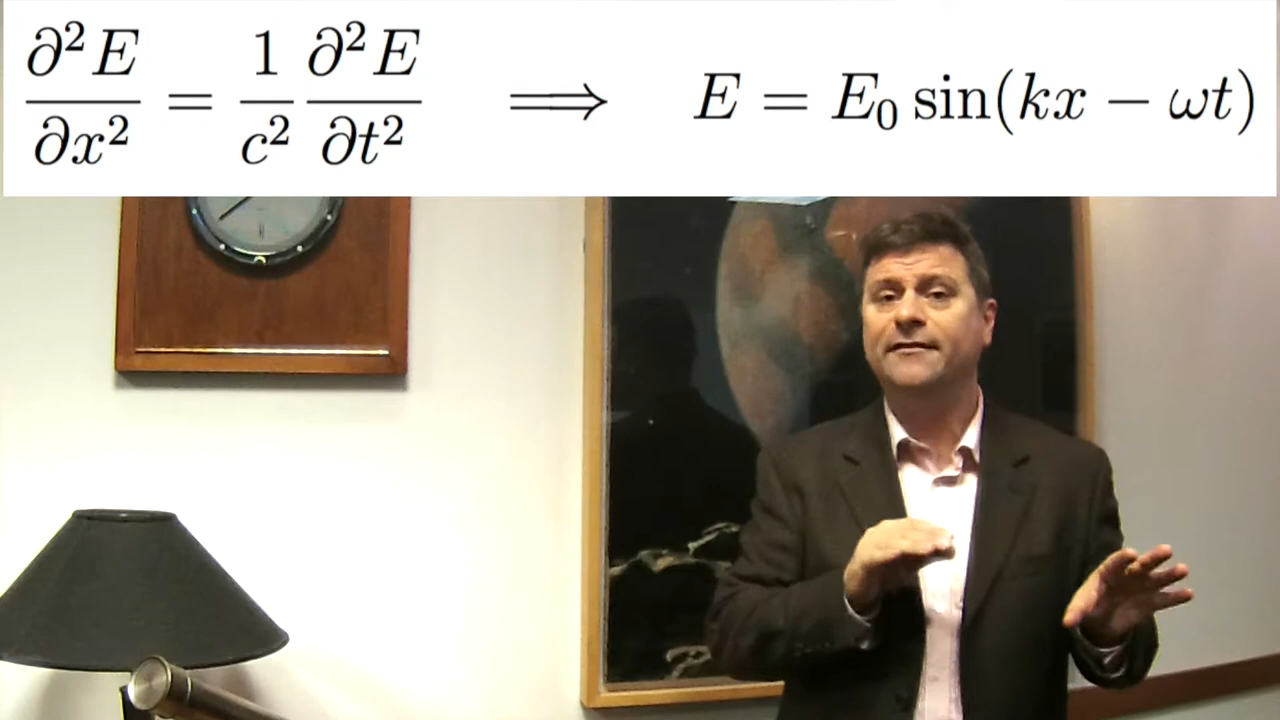 ∂²E/∂x² = 1/c² ∂²E/∂t² ⟹ E = E₀ sin(kx − ωt)